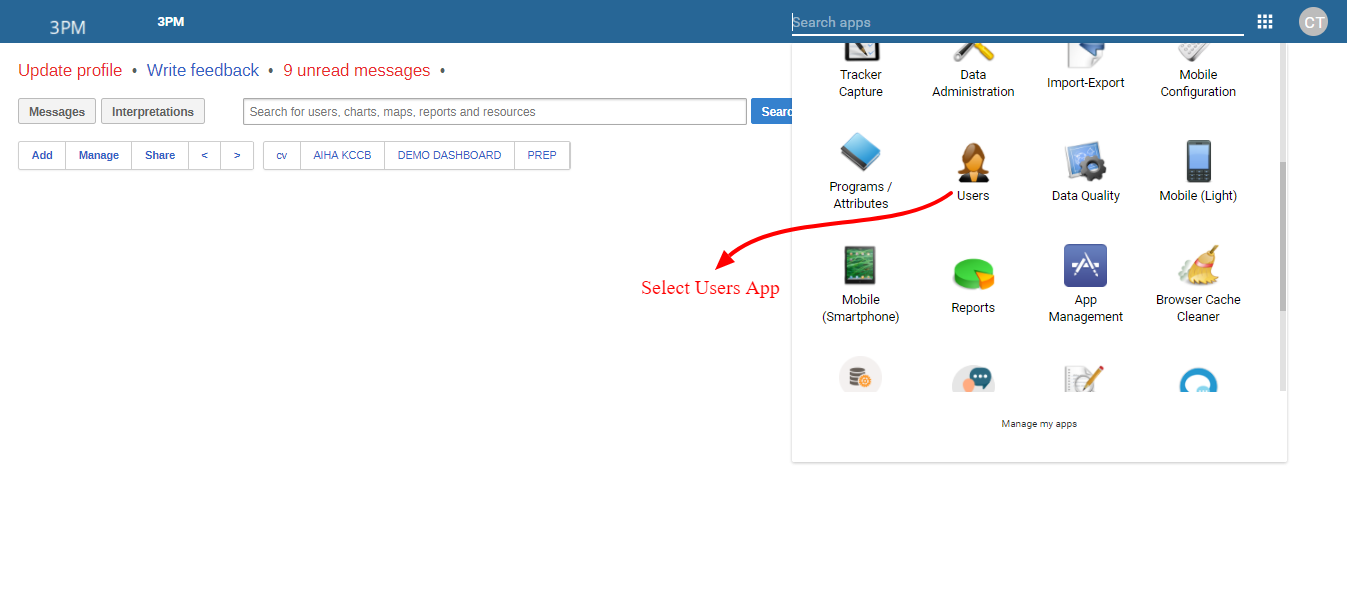 3PM
3PM
Search apps
CT
Update profile • Write feedback • 9 unread messages •
Messages
Interpretations
Search for users, charts, maps, reports and resources
Add
Manage
Share
<
>
cv
AIHA KCCB
DEMO DASHBOARD
PREP
Tracker
Capture
Data
Administration
Import-Export
Mobile
Configuration
Programs /
Attributes
Users
Data Quality
Mobile (Light)
Select Users App
Mobile
(Smartphone)
Reports
App
Management
Browser Cache
Cleaner
Manage my apps